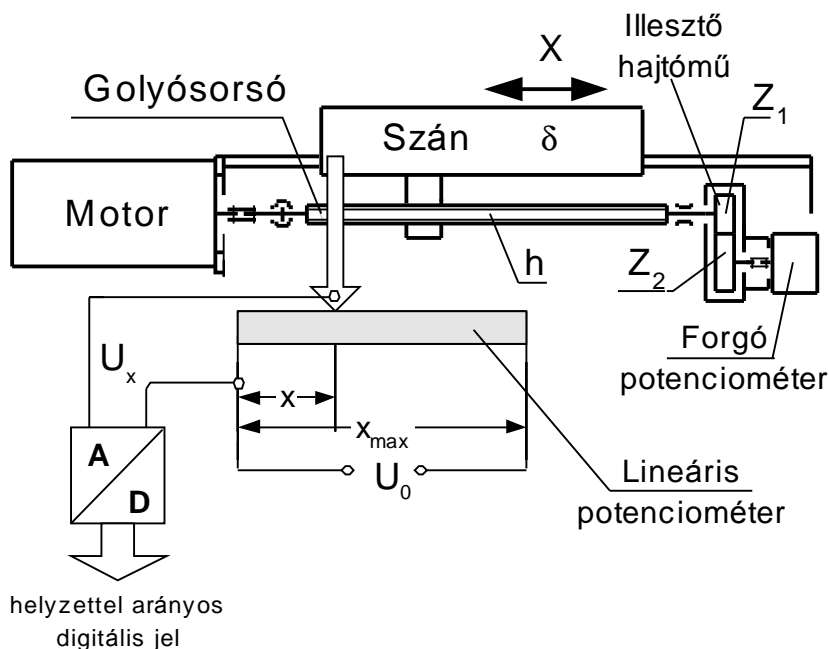 Illesztő
hajtómű
X
Golyósorsó
Z1
Szán δ
Motor
h
Z2
Forgó
potenciométer
Ux
x
xmax
A
D
U0
Lineáris
potenciométer
helyzettel arányos
digitális jel